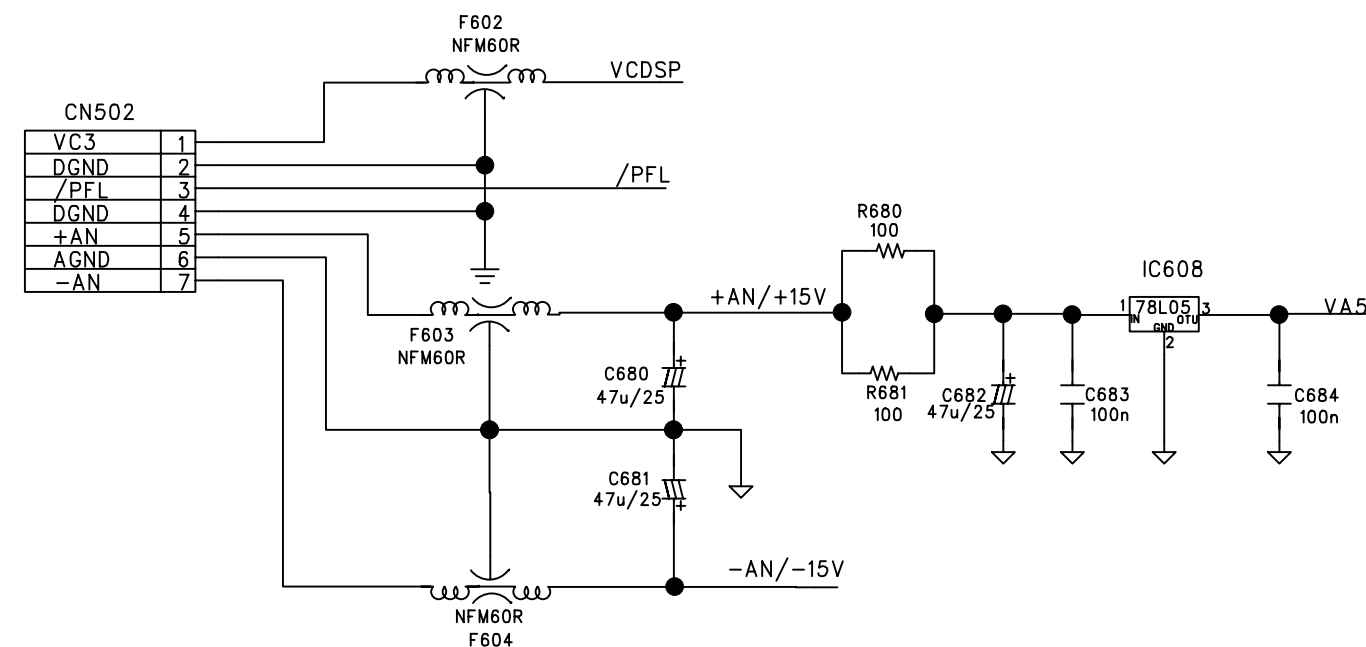 F602
NFM60R
VCDSP
CN502
VC3 1
DGND 2
/PFL 3
DGND 4
+AN 5
AGND 6
-AN 7
/PFL
F603
NFM60R
+AN/+15V
R680
100
R681
100
C680
47u/25
C681
47u/25
C682
47u/25
C683
100n
IC608
1 78L05 3
IN OTU
GND
2
VA5
C684
100n
-AN/-15V
NFM60R
F604
+
+
+